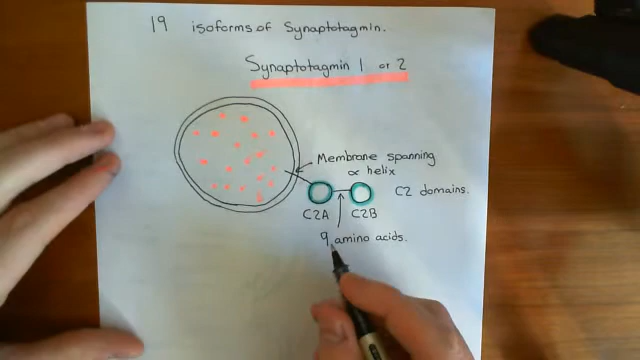 19 isoforms of Synaptotagmin.
Synaptotagmin 1 or 2
Membrane spanning
∝ helix
C2 domains.
C2A C2B
9 amino acids.